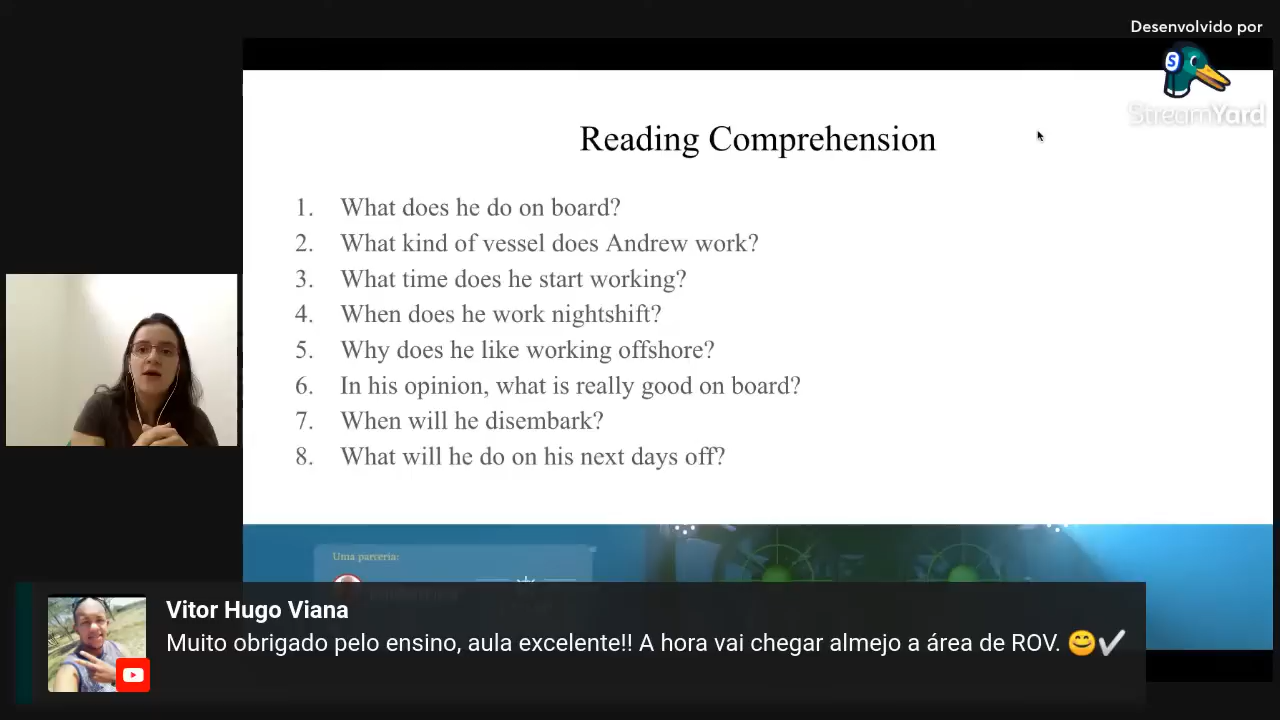 Desenvolvido por
StreamYard
Reading Comprehension
1. What does he do on board?
2. What kind of vessel does Andrew work?
3. What time does he start working?
4. When does he work nightshift?
5. Why does he like working offshore?
6. In his opinion, what is really good on board?
7. When will he disembark?
8. What will he do on his next days off?
Uma parceria:
Vitor Hugo Viana
Muito obrigado pelo ensino, aula excelente!! A hora vai chegar almejo a área de ROV. 😊✔